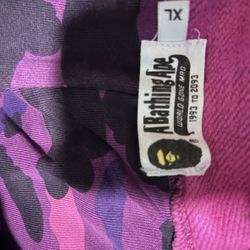 XL
A Bathing Ape
WORLD GONE MAD
1993 TO 2093